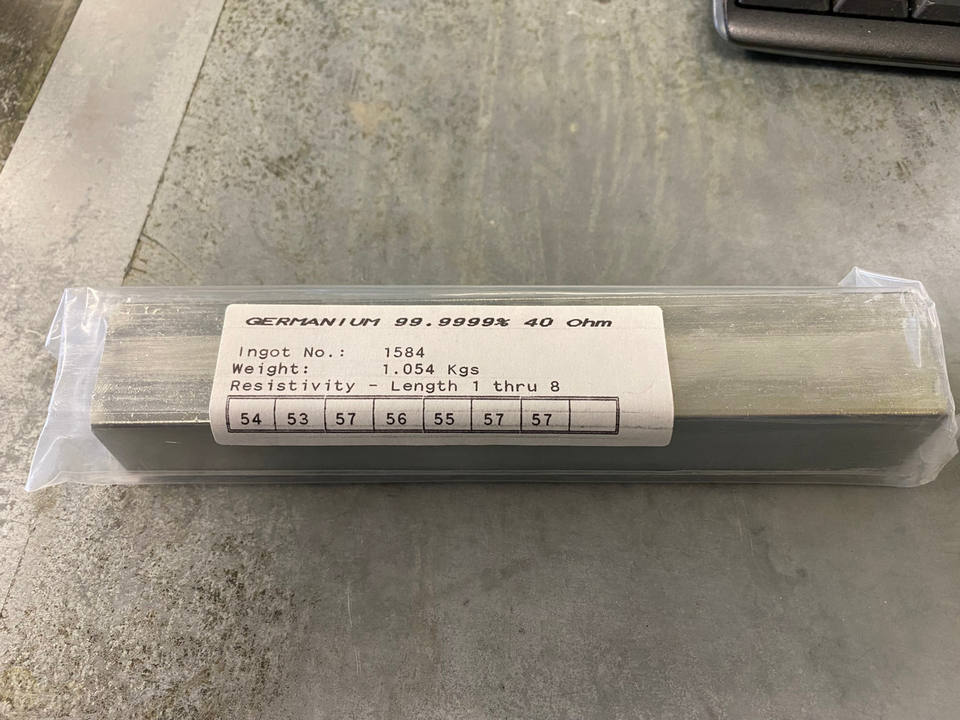 GERMANIUM 99.9999% 40 Ohm
Ingot No.: 1584
Weight: 1.054 Kgs
Resistivity - Length 1 thru 8
54 53 57 56 55 57 57